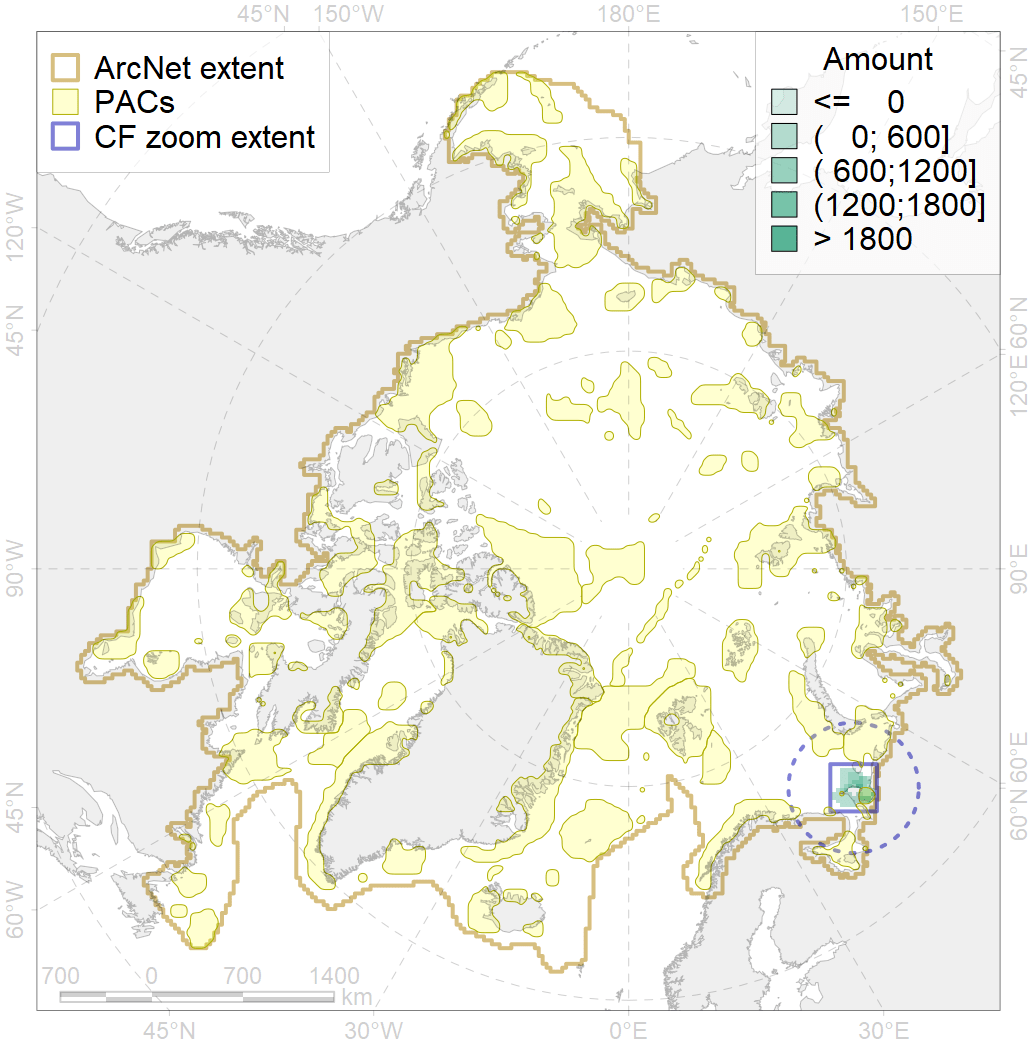 45°N 150°W 180°E 150°E
ArcNet extent
PACs
CF zoom extent
Amount
<= 0
( 0; 600]
( 600;1200]
(1200;1800]
> 1800
45°N
120°W
60°N
45°N
120°E
90°W
90°E
60°E
45°N
60°N
60°W
700 0 700 1400
km
45°N 30°W 0°E 30°E